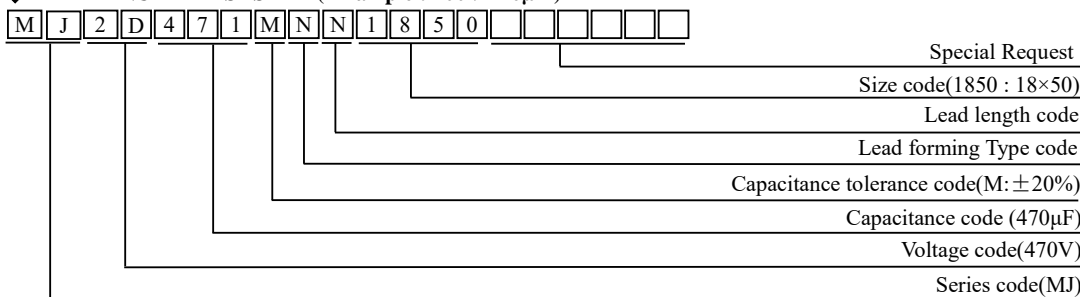 M J 2 D 4 7 1 M N N 1 8 5 0
Special Request
Size code(1850 : 18×50)
Lead length code
Lead forming Type code
Capacitance tolerance code(M:±20%)
Capacitance code (470μF)
Voltage code(470V)
Series code(MJ)